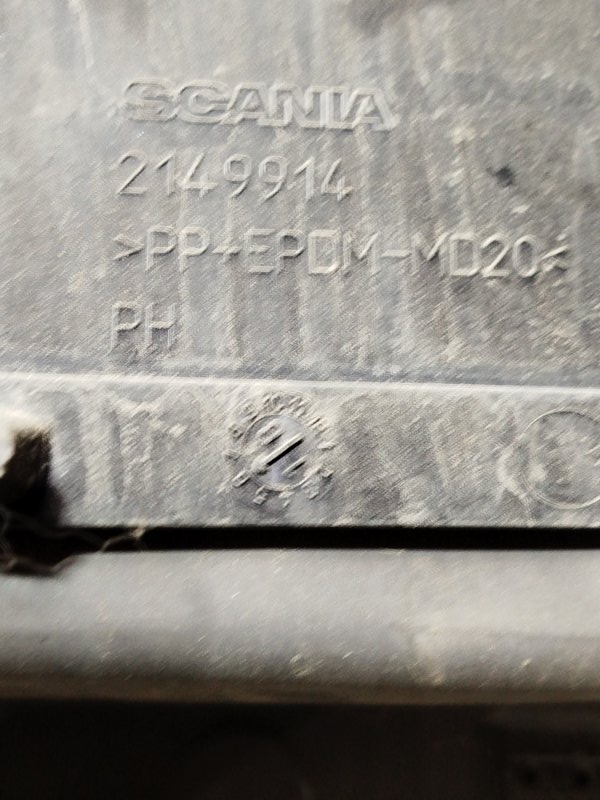 SCANIA
2149914
>PP+EPDM-MD20<
PH